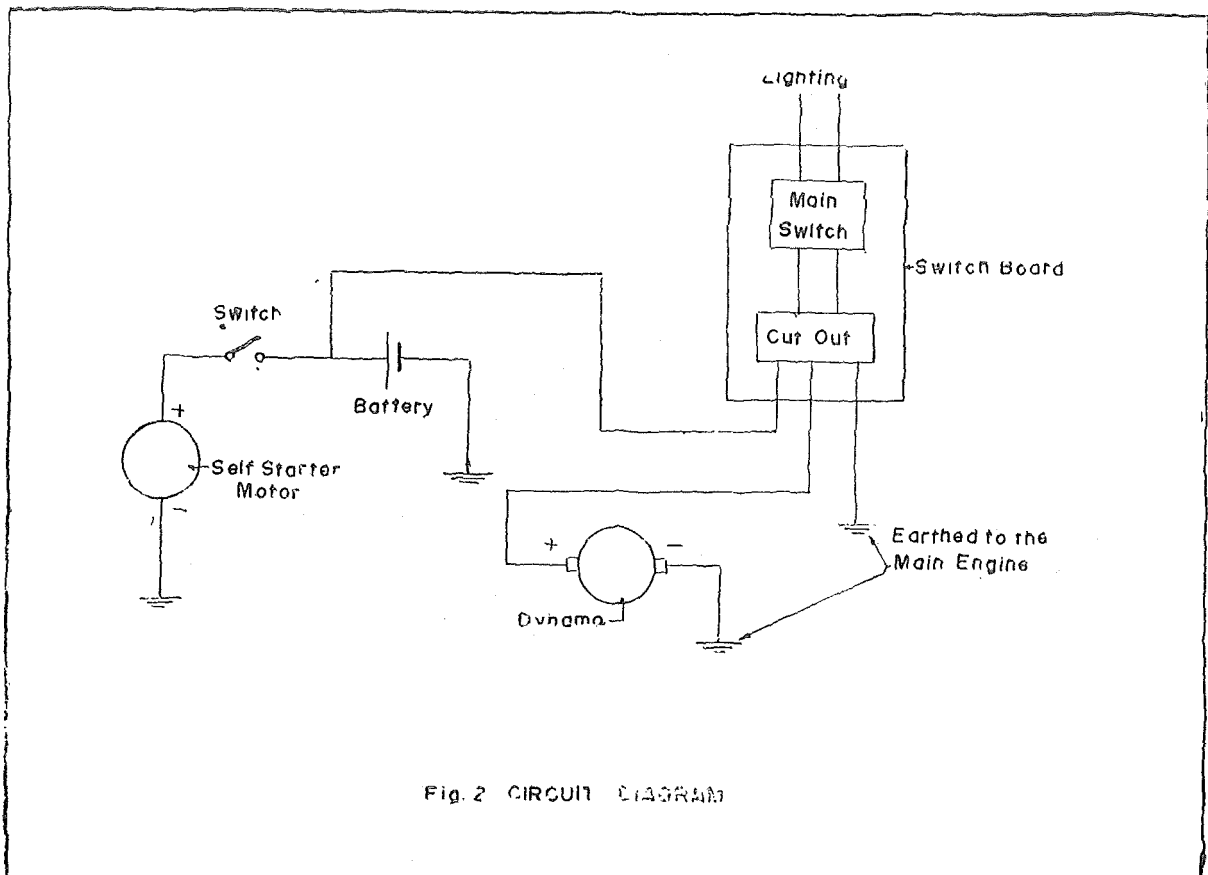 Lighting
Main
Switch
Switch Board
Cut Out
Switch
Battery
+
Self Starter
Motor
-
+
-
Dynamo
Earthed to the
Main Engine
Fig. 2 CIRCUIT DIAGRAM